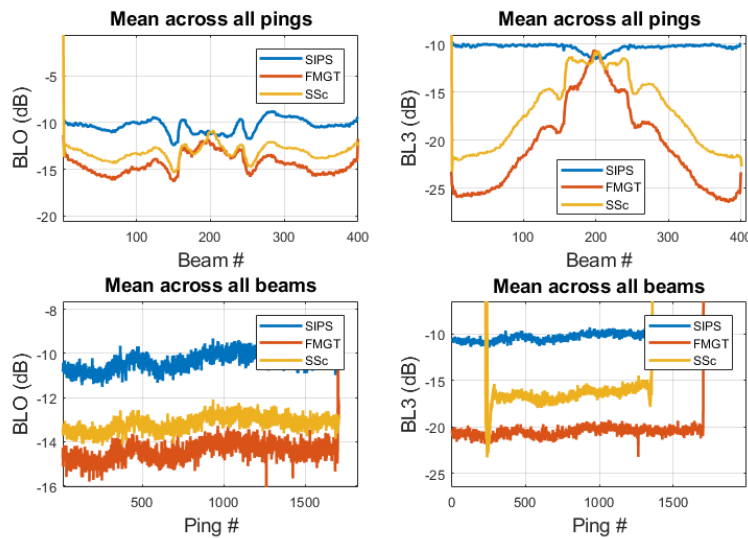 Mean across all pings
BL0 (dB)
-5
-10
-15
-20
SIPS
FMGT
SSc
100
200
300
400
Beam #
Mean across all pings
BL3 (dB)
-10
-15
-20
-25
SIPS
FMGT
SSc
100
200
300
400
Beam #
Mean across all beams
BL0 (dB)
-8
-10
-12
-14
-16
SIPS
FMGT
SSc
500
1000
1500
Ping #
Mean across all beams
BL3 (dB)
-10
-15
-20
-25
SIPS
FMGT
SSc
0
500
1000
1500
Ping #